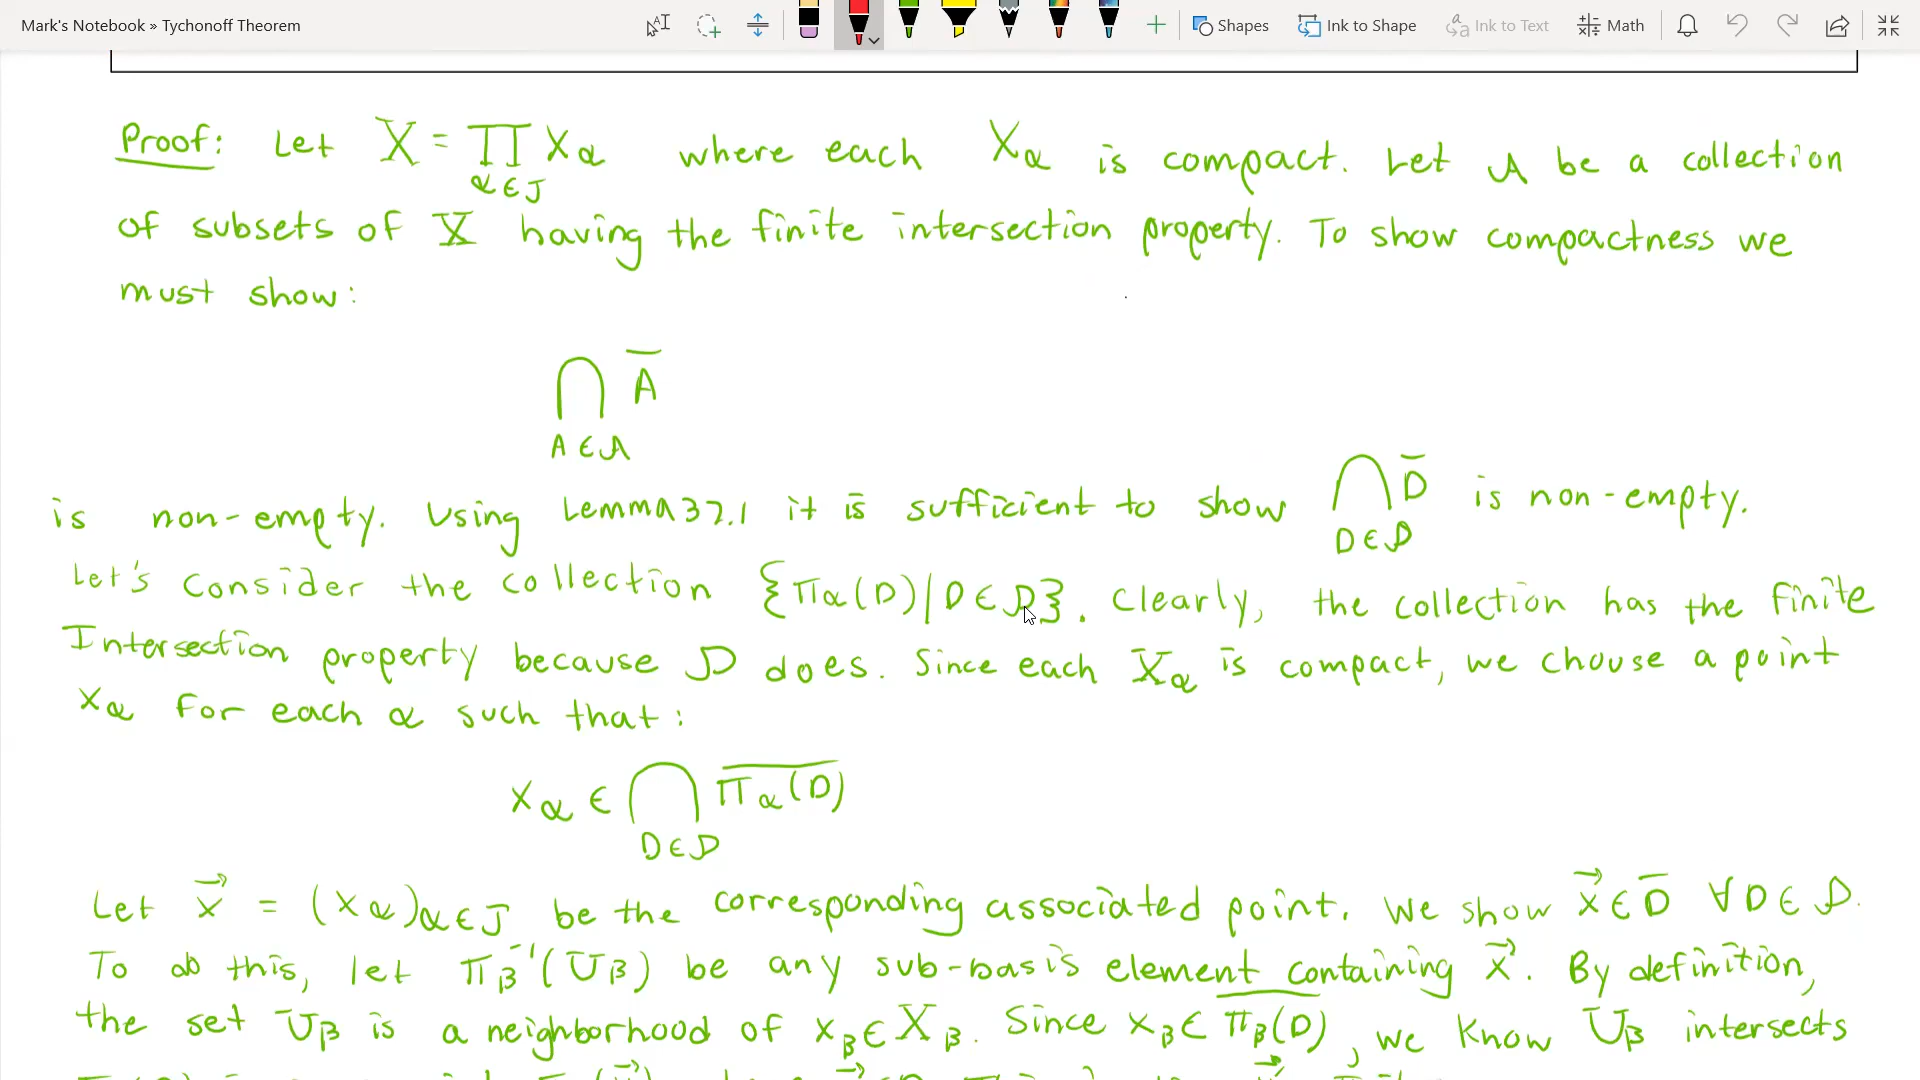 Mark's Notebook » Tychonoff Theorem
Shapes Ink to Shape Ink to Text Math
Proof: Let X = ∏ Xα where each Xα is compact. Let 𝒜 be a collection
α∈J
of subsets of X having the finite intersection property. To show compactness we
must show:
⋂ A̅
A∈𝒜
is non-empty. Using Lemma 37.1 it is sufficient to show ⋂ D̅ is non-empty.
D∈𝒟
Let's consider the collection {πα(D)|D∈𝒟}. Clearly, the collection has the finite
Intersection property because 𝒟 does. Since each Xα is compact, we choose a point
xα for each α such that:
xα ∈ ⋂ \overline{πα(D)}
D∈𝒟
Let x⃗ = (xα)α∈J be the corresponding associated point. We show x⃗∈D̅ ∀D∈𝒟.
To do this, let πβ⁻¹(Uβ) be any sub-basis element containing x⃗. By definition,
the set Uβ is a neighborhood of xβ∈Xβ. Since xβ∈\overline{πβ(D)}, we know Uβ intersects